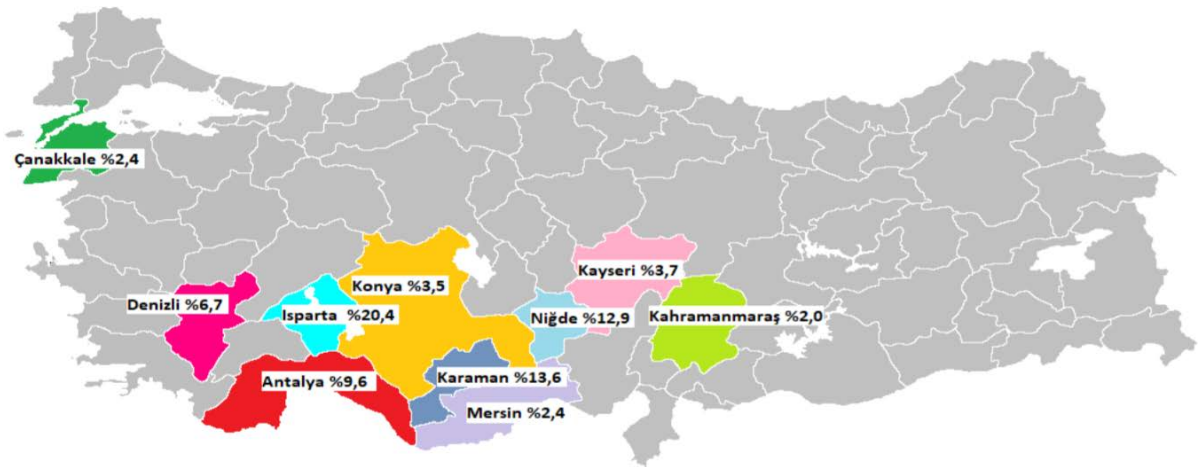 Çanakkale %2,4
Kayseri %3,7
Konya %3,5
Denizli %6,7
Isparta %20,4
Niğde %12,9
Kahramanmaraş %2,0
Antalya %9,6
Karaman %13,6
Mersin %2,4